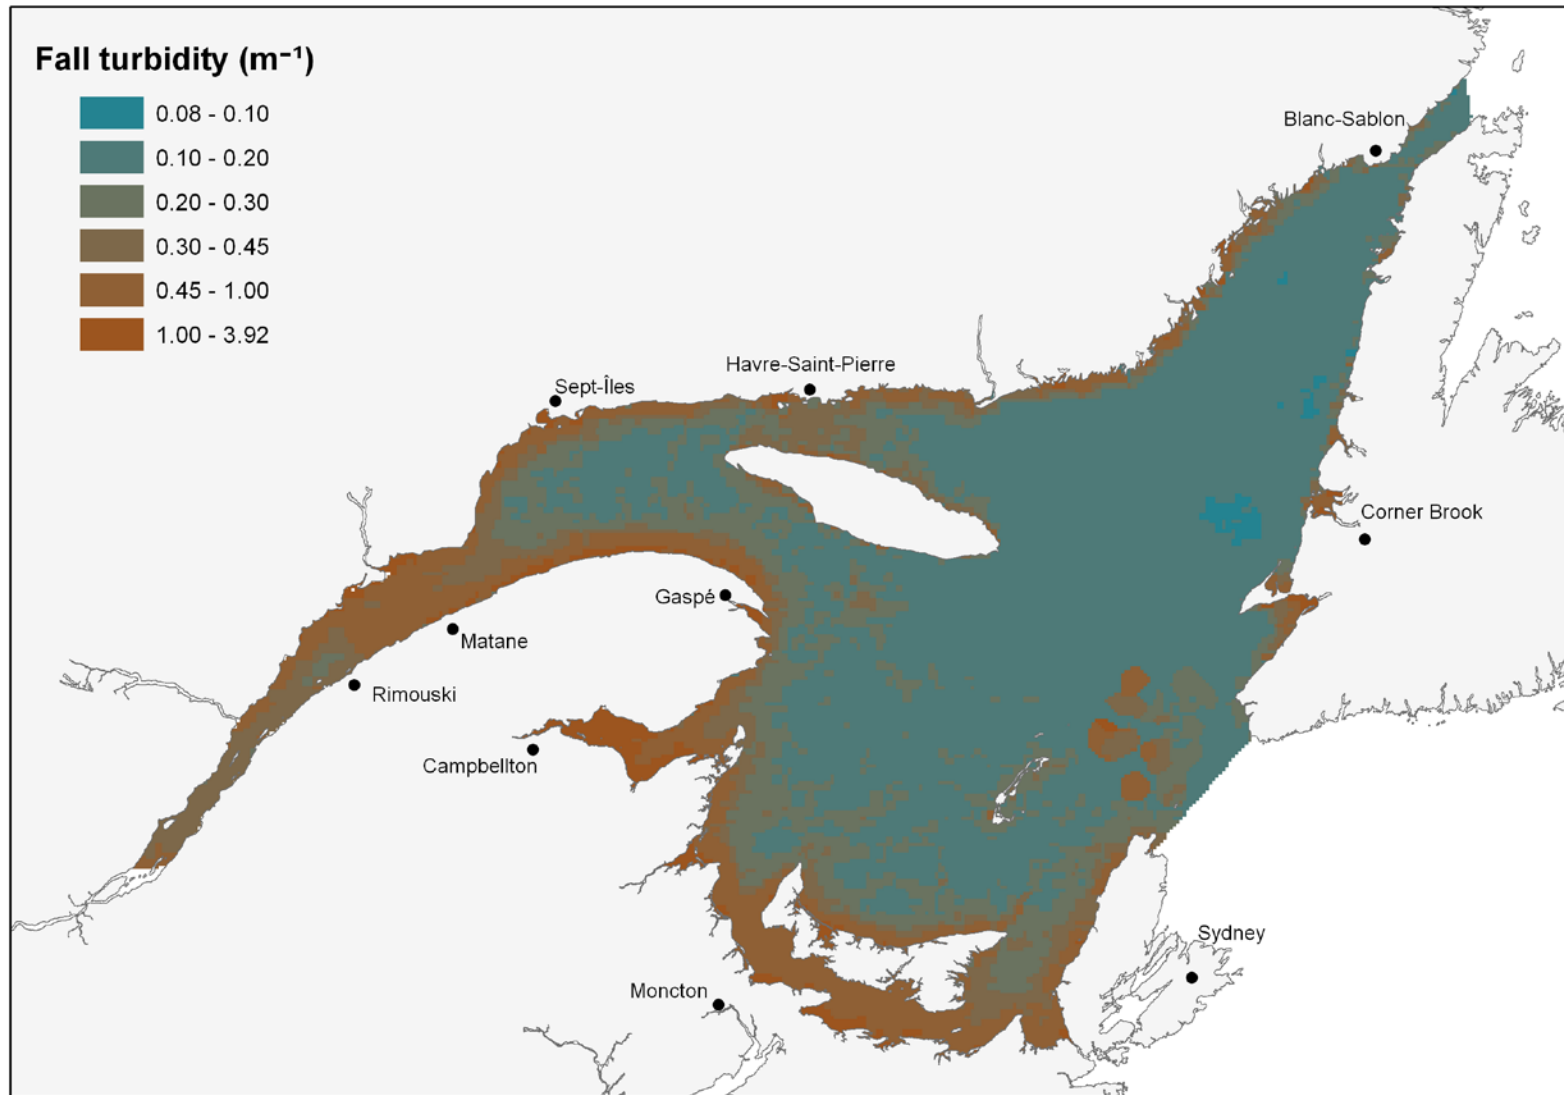 Fall turbidity (m⁻¹)
0.08 - 0.10
0.10 - 0.20
0.20 - 0.30
0.30 - 0.45
0.45 - 1.00
1.00 - 3.92
Blanc-Sablon
Havre-Saint-Pierre
Sept-Îles
Corner Brook
Gaspé
Matane
Rimouski
Campbellton
Sydney
Moncton